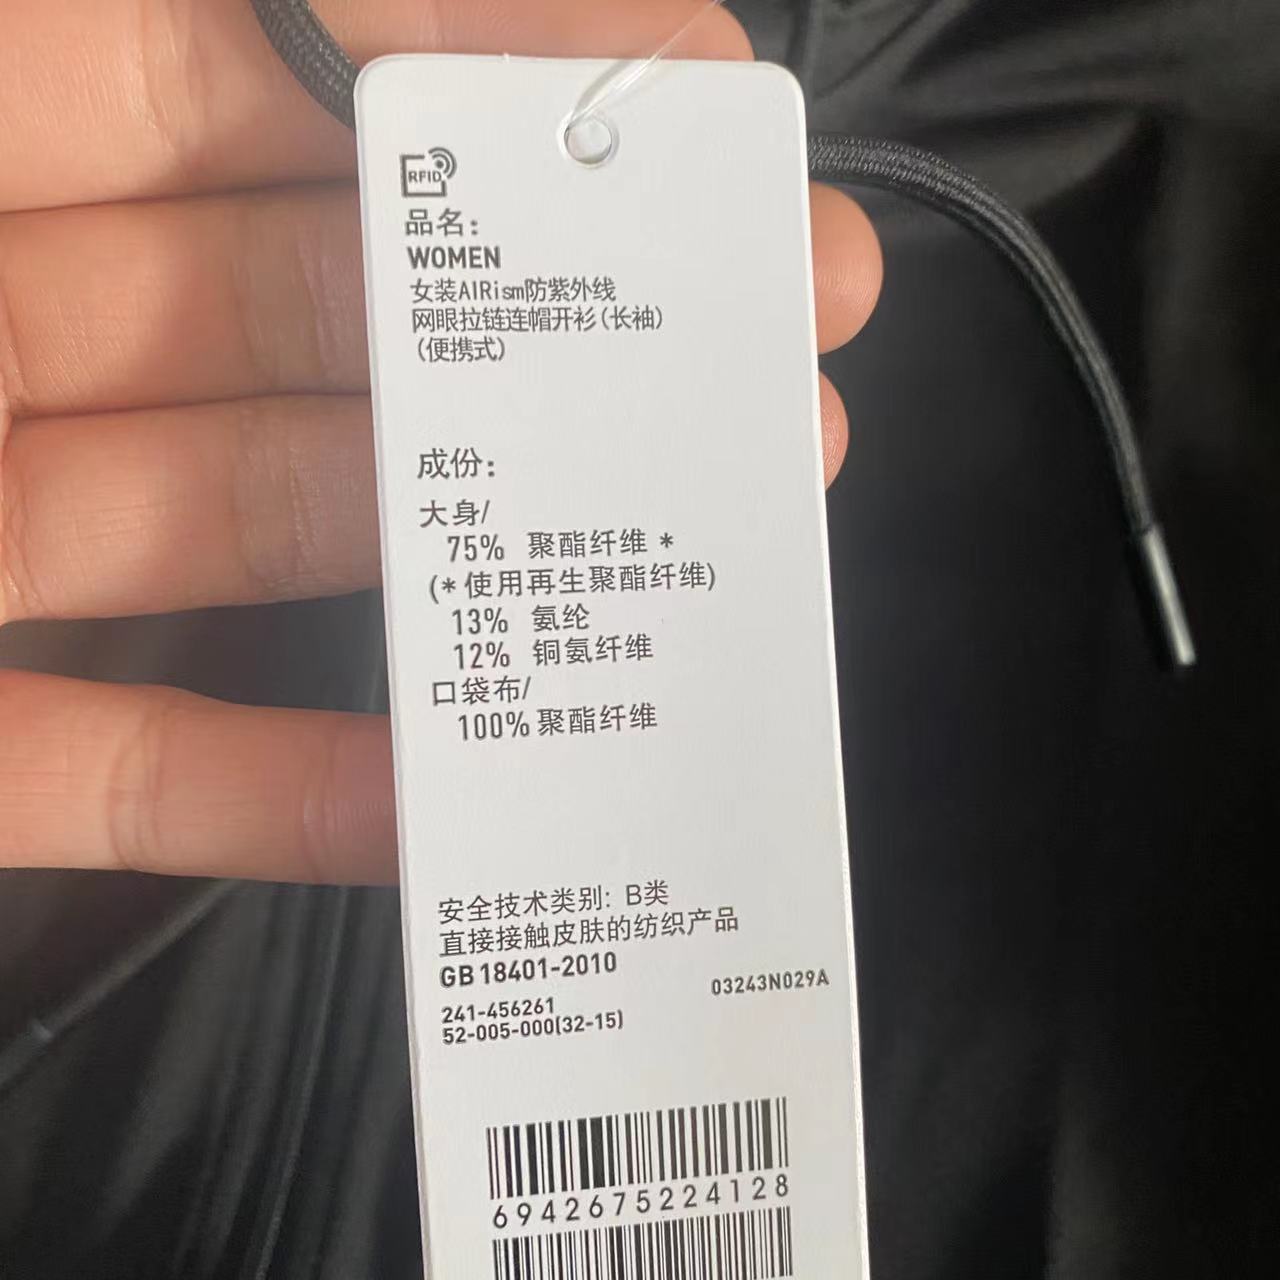 RFID
品名:
WOMEN
女装AIRism防紫外线
网眼拉链连帽开衫(长袖)
(便携式)
成份:
大身/
75% 聚酯纤维 *
(*使用再生聚酯纤维)
13% 氨纶
12% 铜氨纤维
口袋布/
100% 聚酯纤维
安全技术类别: B类
直接接触皮肤的纺织产品
GB 18401-2010
241-456261 03243N029A
52-005-000(32-15)
6942675224128